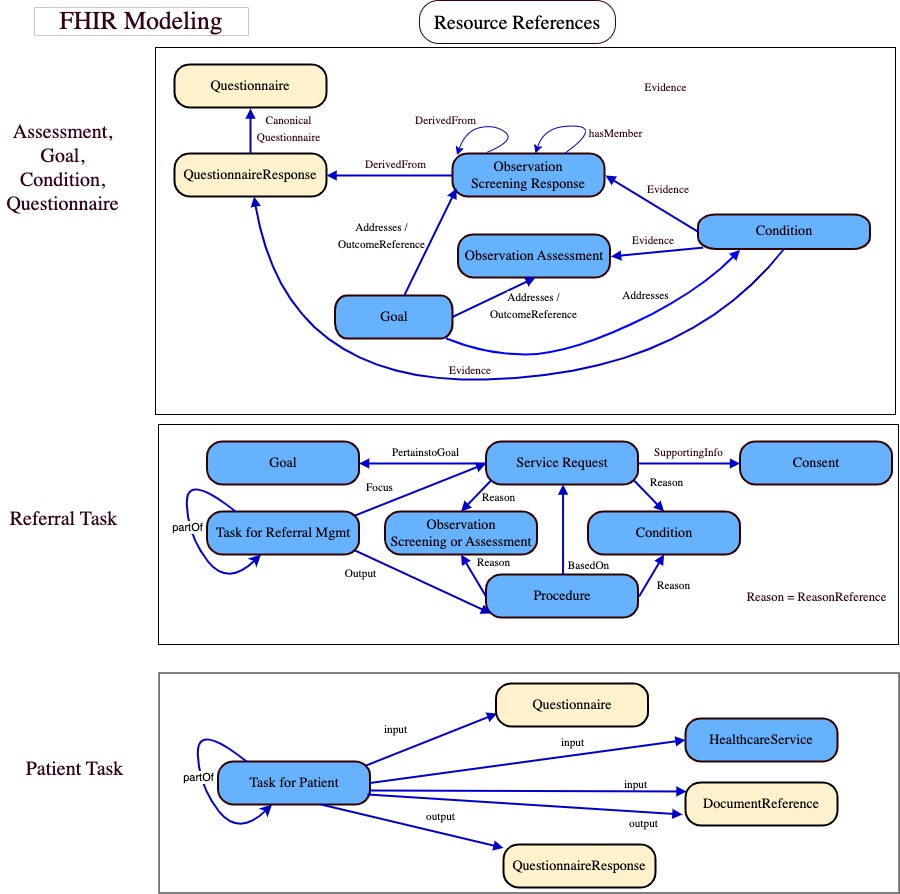 FHIR Modeling
Resource References
Assessment,
Goal,
Condition,
Questionnaire
Questionnaire
Evidence
Canonical
Questionnaire
DerivedFrom
hasMember
QuestionnaireResponse
DerivedFrom
Observation
Screening Response
Evidence
Addresses /
OutcomeReference
Condition
Evidence
Observation Assessment
Addresses /
OutcomeReference
Addresses
Goal
Evidence
Referral Task
Goal
PertainstoGoal
Service Request
SupportingInfo
Consent
Focus
Reason
Reason
partOf
Task for Referral Mgmt
Observation
Screening or Assessment
Condition
Output
Reason
BasedOn
Reason
Procedure
Reason = ReasonReference
Patient Task
Questionnaire
input
input
HealthcareService
partOf
Task for Patient
input
DocumentReference
output
output
QuestionnaireResponse